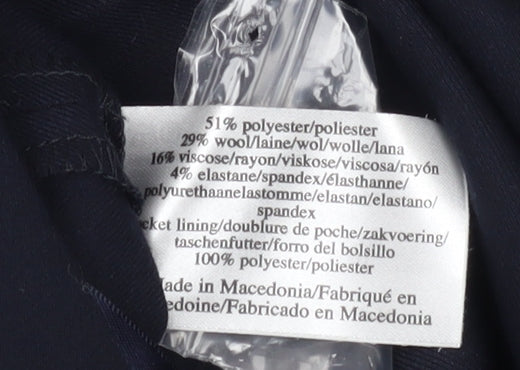 51% polyester/poliester
29% wool/laine/wol/wolle/lana
16% viscose/rayon/viskose/viscosa/rayón
4% elastane/spandex/élasthanne/
polyurethaanelastomme/elastan/elastano/
spandex
cket lining/doublure de poche/zakvoering/
taschenfutter/forro del bolsillo
100% polyester/poliester
ade in Macedonia/Fabriqué en
edoine/Fabricado en Macedonia